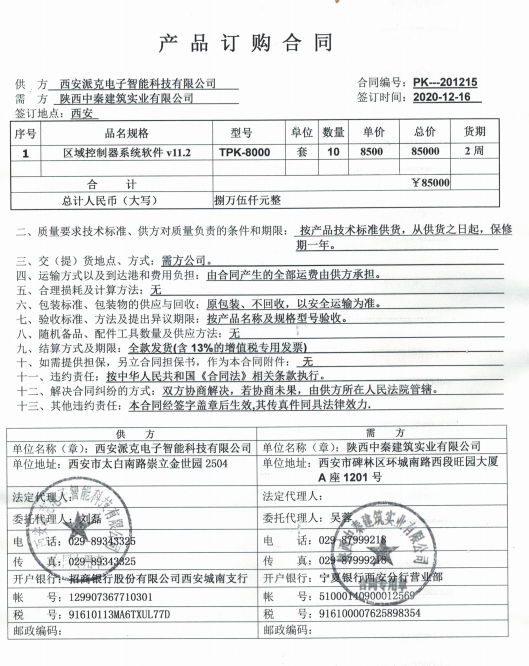 产品订购合同
供 方 西安派克电子智能科技有限公司 合同编号：PK---201215
需 方 陕西中秦建筑实业有限公司 签订时间：2020-12-16
签订地点：西安
序号 品名规格 型号 单位 数量 单价 总价 货期
1 区域控制器系统软件 v11.2 TPK-8000 套 10 8500 85000 2 周
合 计 ￥85000
总计人民币（大写） 捌万伍仟元整
二、质量要求技术标准、供方对质量负责的条件和期限：按产品技术标准供货，从供货之日起，保修
期一年。
三、交（提）货地点、方式：需方公司。
四、运输方式以及到达港和费用负担：由合同产生的全部运费由供方承担。
五、合理损耗及计算方法：无
六、包装标准、包装物的供应与回收：原包装、不回收，以安全运输为准。
七、验收标准、方法及提出异议期限：按产品名称及规格型号验收。
八、随机备品、配件工具数量及供应方法：无
九、结算方式及期限：全款发货(含 13%的增值税专用发票)
十、如需提供担保，另立合同担保书，作为本合同附件：无
十一、违约责任：按中华人民共和国《合同法》相关条款执行。
十二、解决合同纠纷的方式：双方协商解决，若协商未果，由供方所在人民法院管辖。
十三、其他违约责任：本合同经签字盖章后生效,其传真件同具法律效力.
供 方 需 方
单位名称（章）：西安派克电子智能科技有限公司 单位名称（章）：陕西中秦建筑实业有限公司
单位地址：西安市太白南路崇立金世园 2504 单位地址：西安市碑林区环城南路西段旺园大厦
A 座 1201 号
法定代理人： 法定代理人：
委托代理人：刘磊 委托代理人：吴蓉
电 话：029-89343325 电 话：029-87999218
传 真：029-89343325 传 真：029-87999218
开户银行：招商银行股份有限公司西安城南支行 开户银行：宁夏银行西安分行营业部
帐 号：129907367710301 帐 号：51000140900012569
税 号：91610113MA6TXUL77D 税 号：916100007625898354
邮政编码： 邮政编码：
陕西中秦建筑实业有限公司
合同专用章